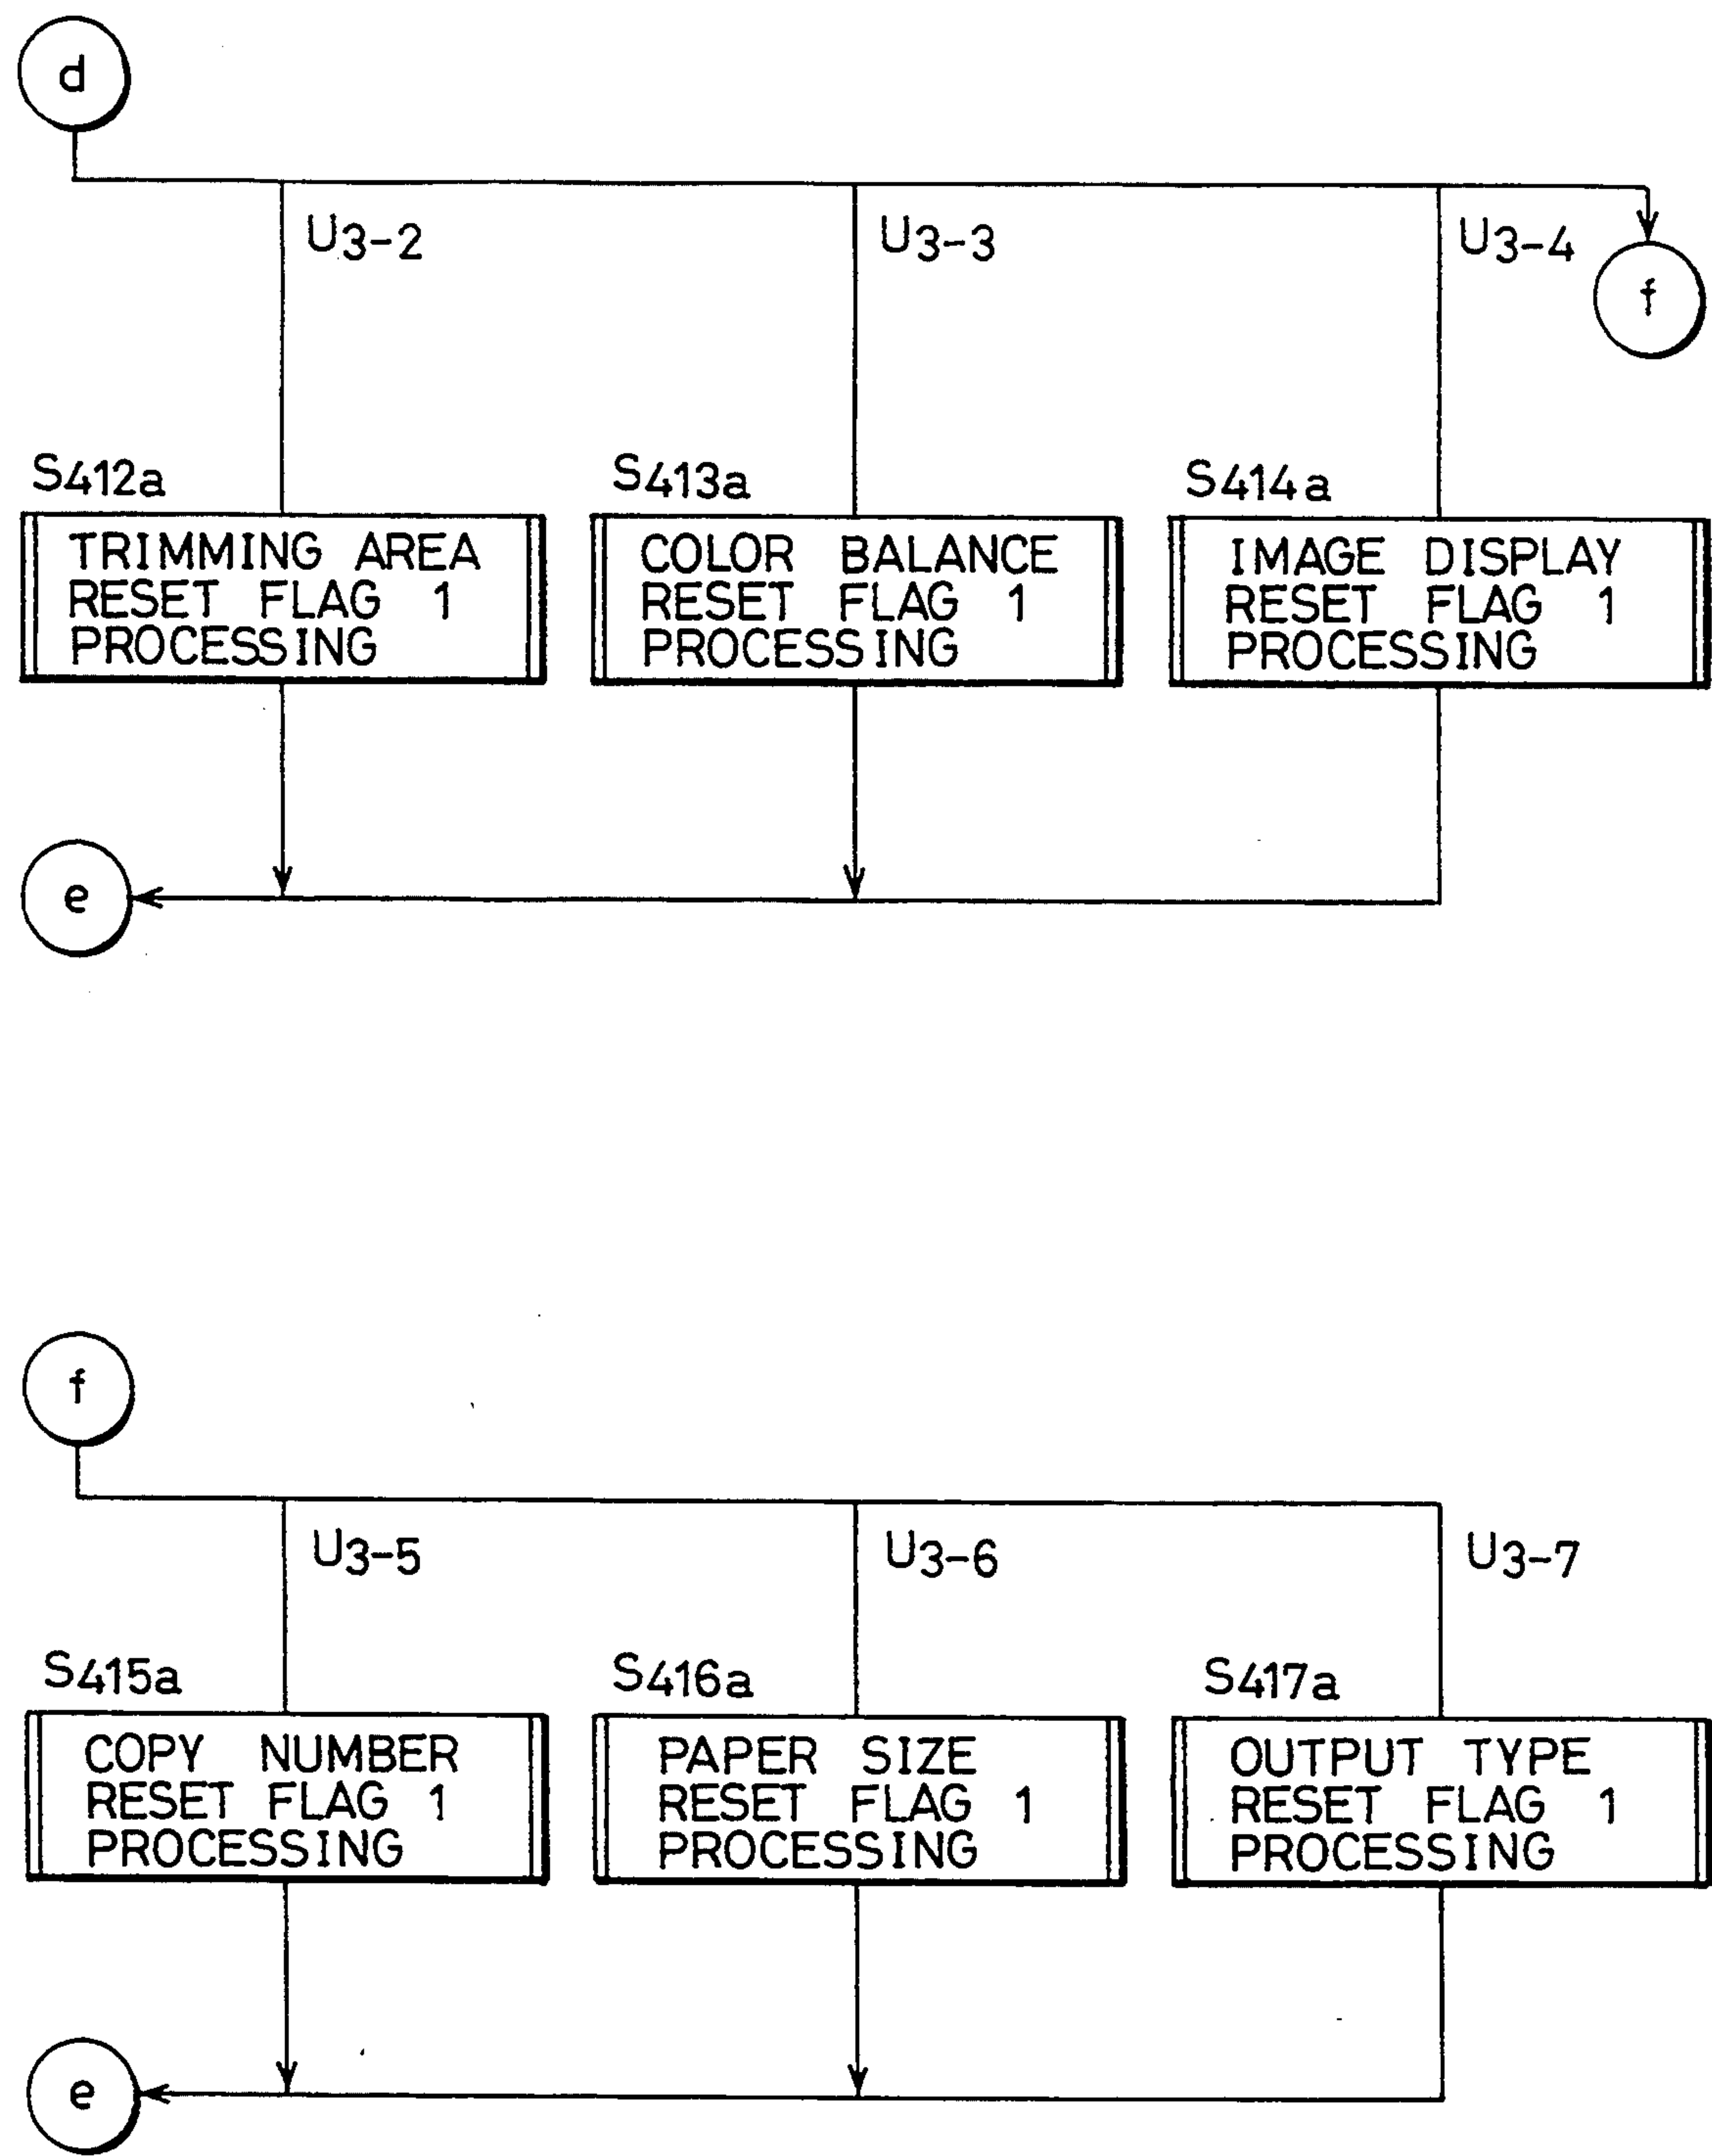 d
U3-2
U3-3
U3-4
f
S412a
TRIMMING AREA
RESET FLAG 1
PROCESSING
S413a
COLOR BALANCE
RESET FLAG 1
PROCESSING
S414a
IMAGE DISPLAY
RESET FLAG 1
PROCESSING
e
f
U3-5
U3-6
U3-7
S415a
COPY NUMBER
RESET FLAG 1
PROCESSING
S416a
PAPER SIZE
RESET FLAG 1
PROCESSING
S417a
OUTPUT TYPE
RESET FLAG 1
PROCESSING
e